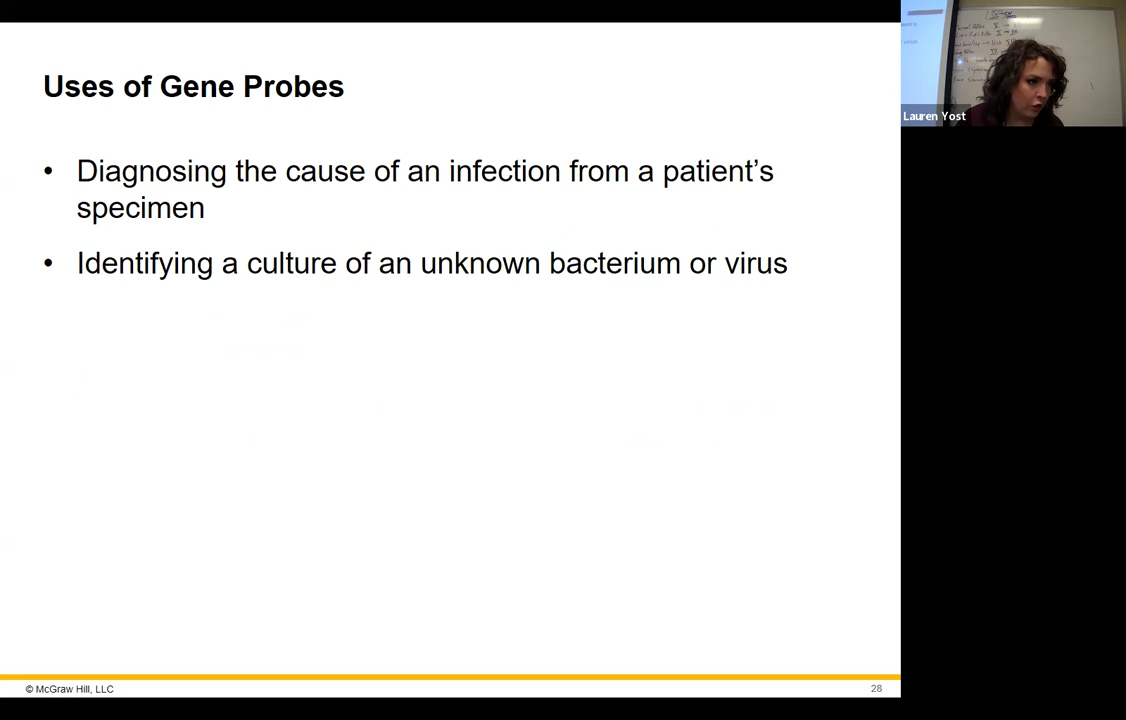 Uses of Gene Probes
• Diagnosing the cause of an infection from a patient’s
specimen
• Identifying a culture of an unknown bacterium or virus
© McGraw Hill, LLC
28
Lauren Yost